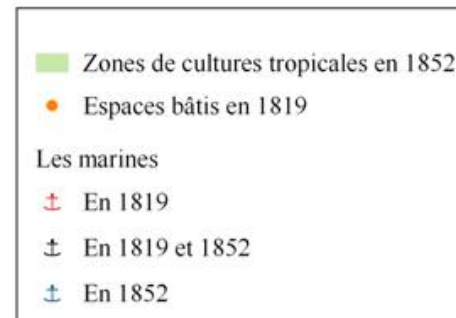 Zones de cultures tropicales en 1852
Espaces bâtis en 1819
Les marines
En 1819
En 1819 et 1852
En 1852